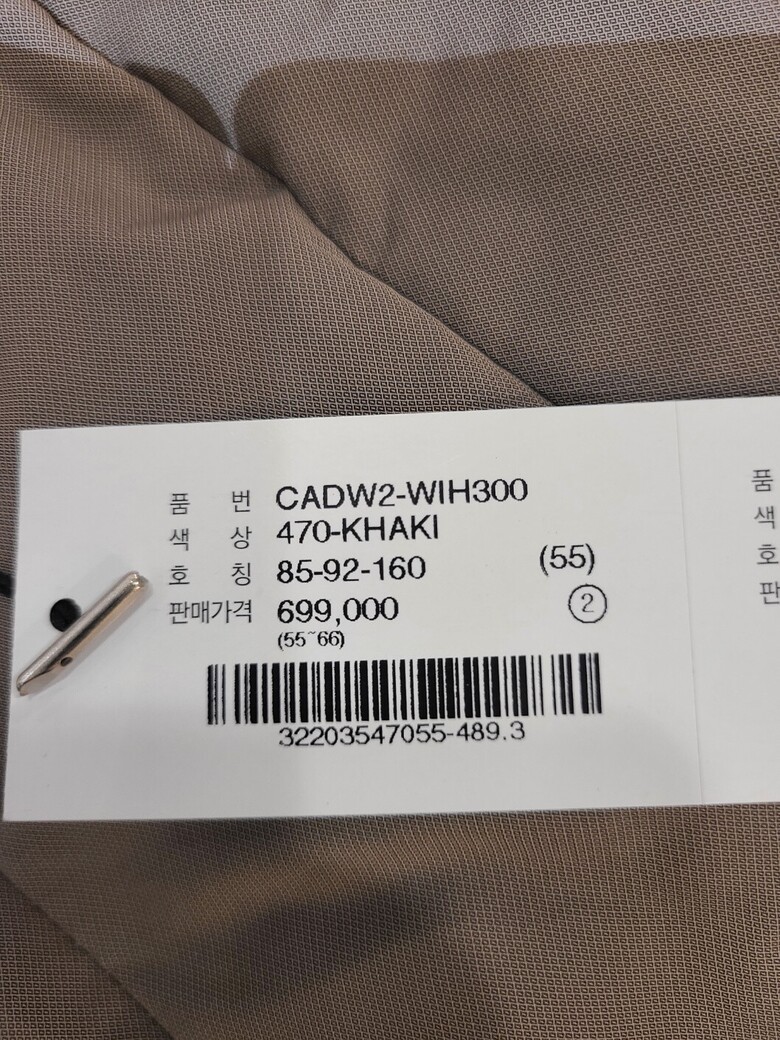 품 번 CADW2-WIH300
색 상 470-KHAKI
호 칭 85-92-160 (55)
판매가격 699,000 ②
(55~66)
32203547055-489.3
품
색
호
판